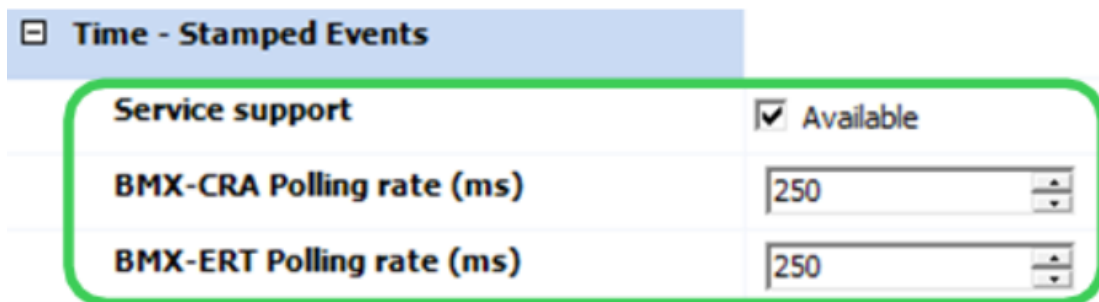 Time - Stamped Events
Service support Available
BMX-CRA Polling rate (ms) 250
BMX-ERT Polling rate (ms) 250